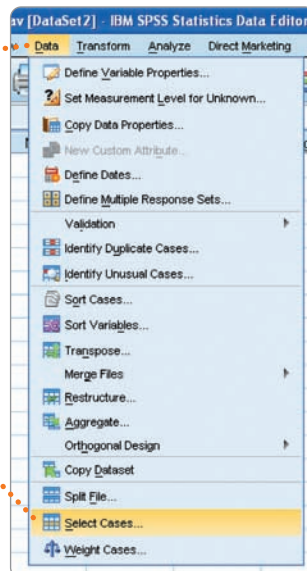 av [DataSet2] - IBM SPSS Statistics Data Editor
Data Transform Analyze Direct Marketing
Define Variable Properties...
Set Measurement Level for Unknown...
Copy Data Properties...
New Custom Attribute...
Define Dates...
Define Multiple Response Sets...
Validation
Identify Duplicate Cases...
Identify Unusual Cases...
Sort Cases...
Sort Variables...
Transpose...
Merge Files
Restructure...
Aggregate...
Orthogonal Design
Copy Dataset
Split File...
Select Cases...
Weight Cases...